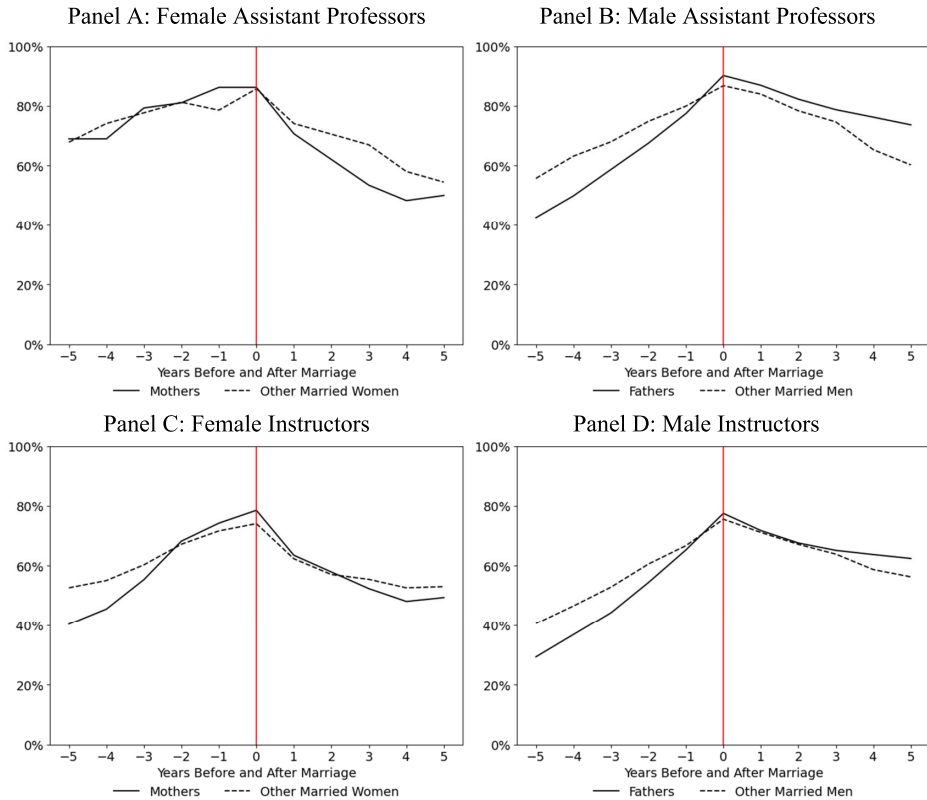 Panel A: Female Assistant Professors
100%
80%
60%
40%
20%
0%
−5 −4 −3 −2 −1 0 1 2 3 4 5
Years Before and After Marriage
Mothers Other Married Women
Panel B: Male Assistant Professors
100%
80%
60%
40%
20%
0%
−5 −4 −3 −2 −1 0 1 2 3 4 5
Years Before and After Marriage
Fathers Other Married Men
Panel C: Female Instructors
100%
80%
60%
40%
20%
0%
−5 −4 −3 −2 −1 0 1 2 3 4 5
Years Before and After Marriage
Mothers Other Married Women
Panel D: Male Instructors
100%
80%
60%
40%
20%
0%
−5 −4 −3 −2 −1 0 1 2 3 4 5
Years Before and After Marriage
Fathers Other Married Men